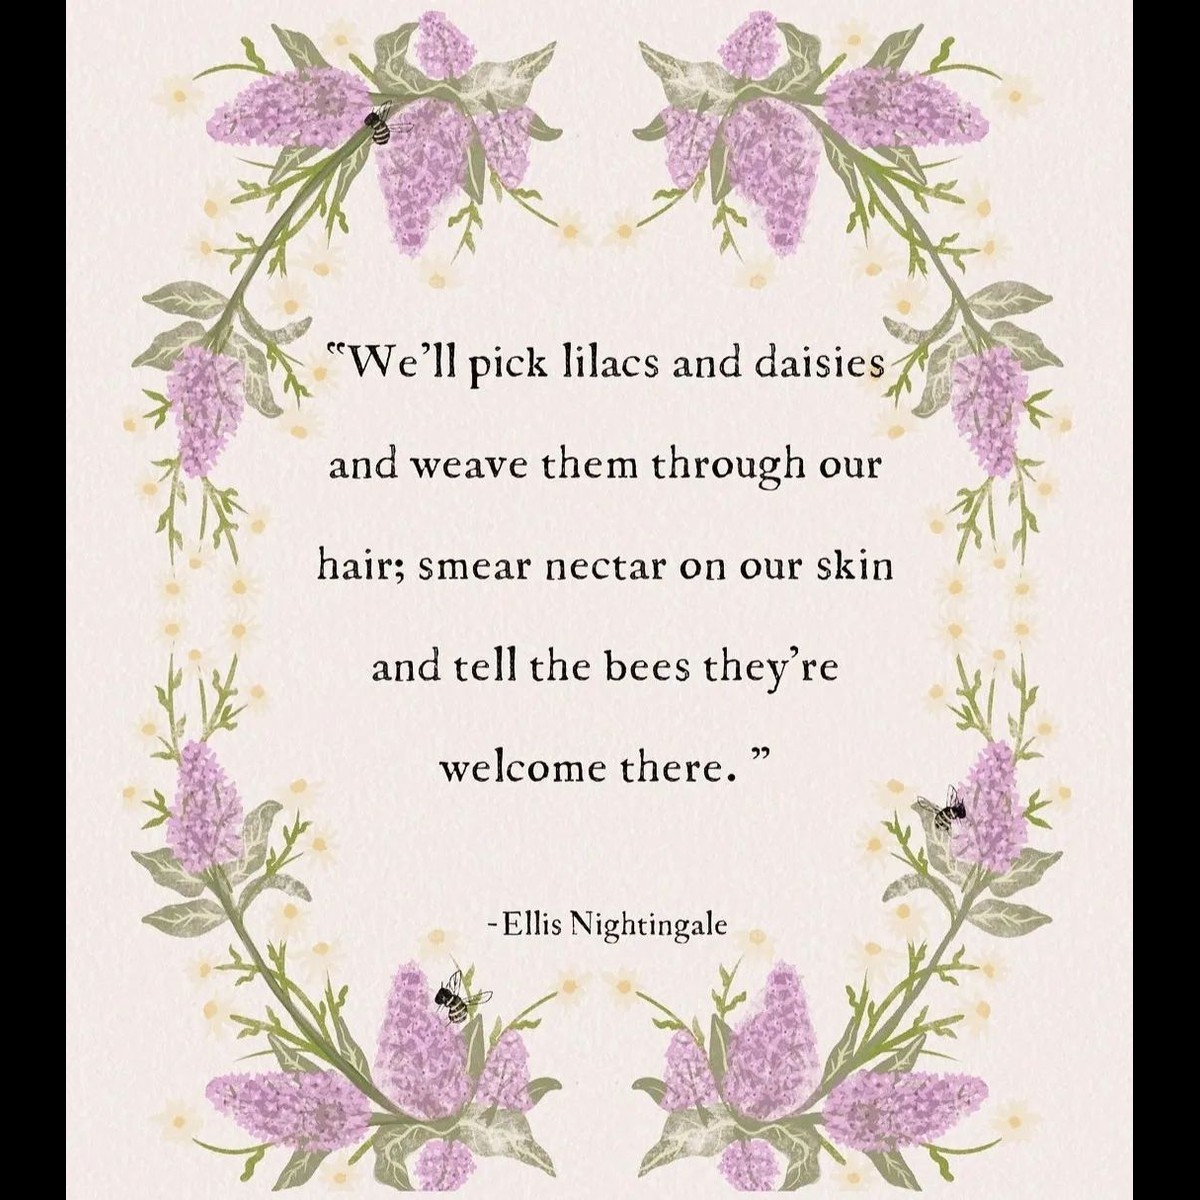 “We’ll pick lilacs and daisies
and weave them through our
hair; smear nectar on our skin
and tell the bees they’re
welcome there. ”
-Ellis Nightingale